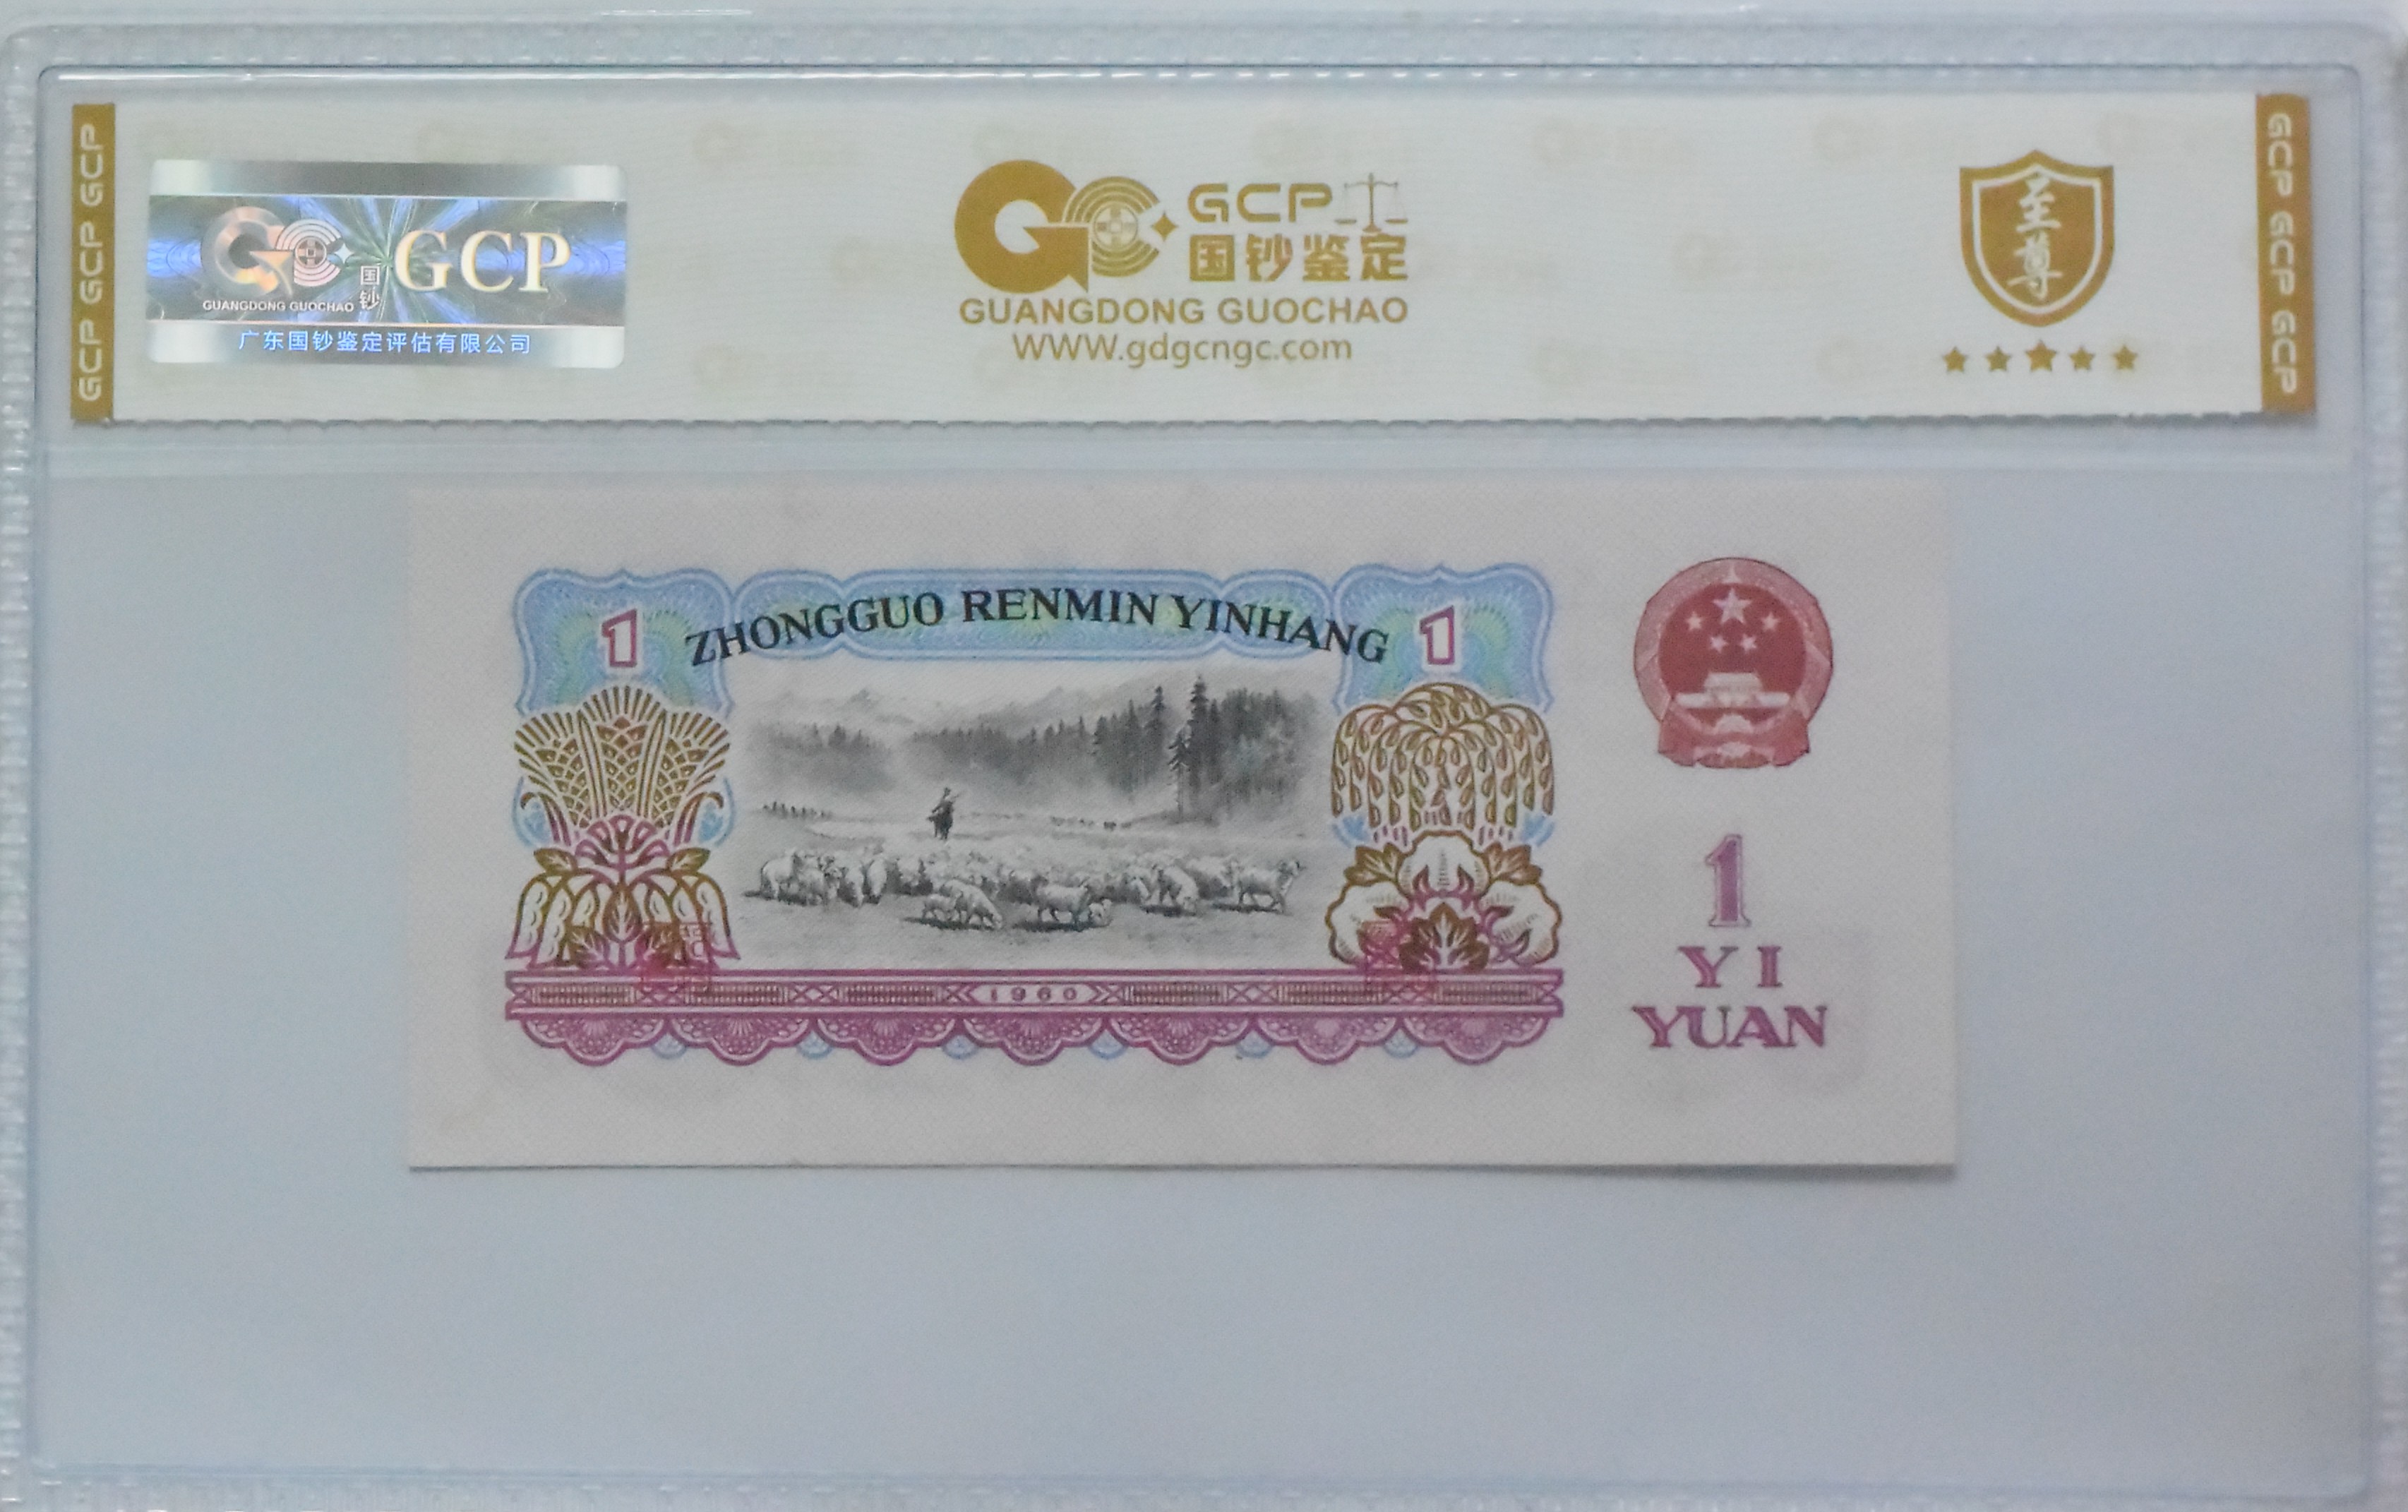 GCP GCP GCP
国钞
GCP
GUANGDONG GUOCHAO
广东国钞鉴定评估有限公司
GCP
国钞鉴定
GUANGDONG GUOCHAO
www.gdgcngc.com
至尊
GCP GCP GCP
ZHONGGUO RENMIN YINHANG
1
1
1960
1
YI
YUAN